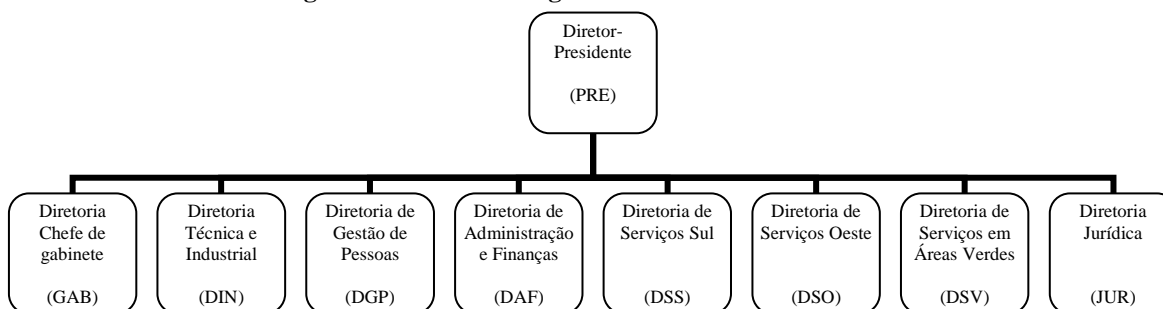 Diretor-
Presidente
(PRE)
Diretoria
Chefe de
gabinete
(GAB)
Diretoria
Técnica e
Industrial
(DIN)
Diretoria de
Gestão de
Pessoas
(DGP)
Diretoria de
Administração
e Finanças
(DAF)
Diretoria de
Serviços Sul
(DSS)
Diretoria de
Serviços Oeste
(DSO)
Diretoria de
Serviços em
Áreas Verdes
(DSV)
Diretoria
Jurídica
(JUR)